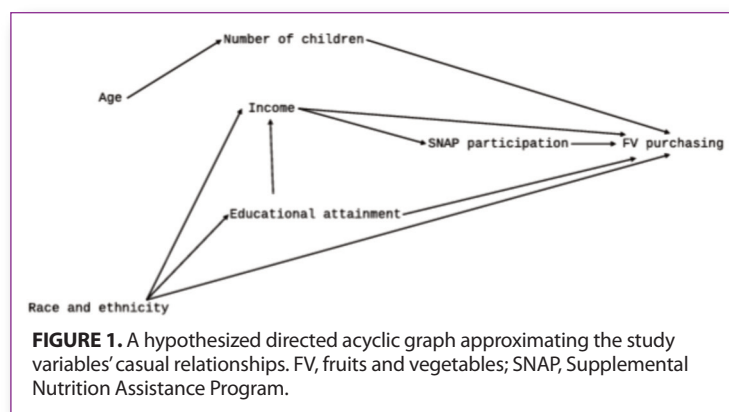 Number of children
Age
Income
SNAP participation
FV purchasing
Educational attainment
Race and ethnicity
FIGURE 1. A hypothesized directed acyclic graph approximating the study
variables’ casual relationships. FV, fruits and vegetables; SNAP, Supplemental
Nutrition Assistance Program.